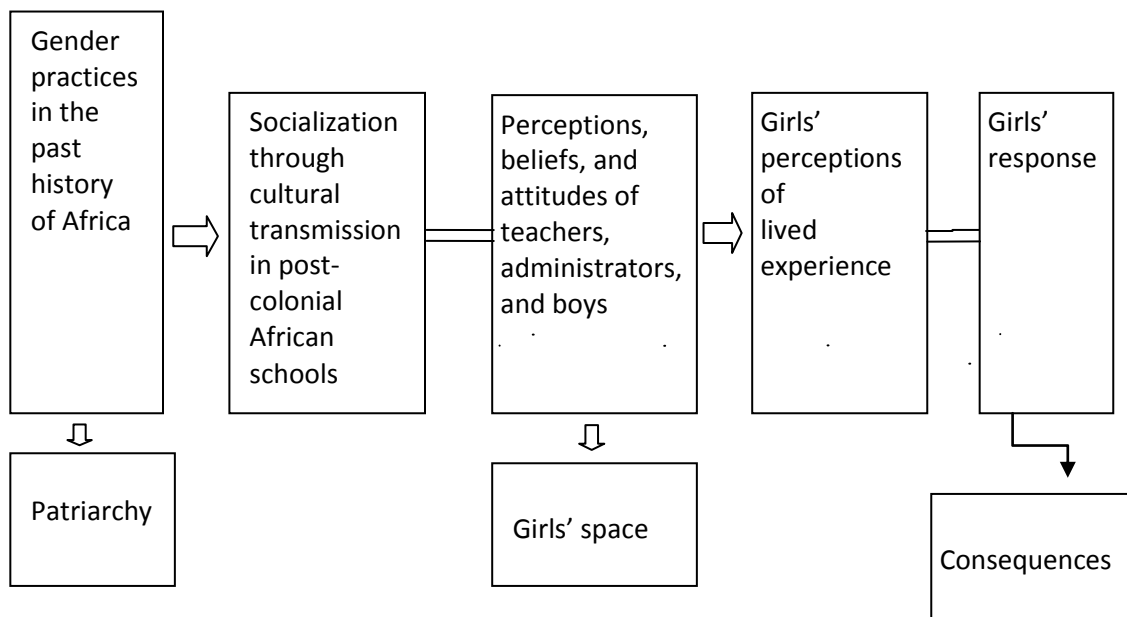 Gender
practices
in the
past
history
of Africa
Socialization
through
cultural
transmission
in post-
colonial
African
schools
Perceptions,
beliefs, and
attitudes of
teachers,
administrators,
and boys
Girls’
perceptions
of
lived
experience
Girls’
response
Patriarchy
Girls’ space
Consequences